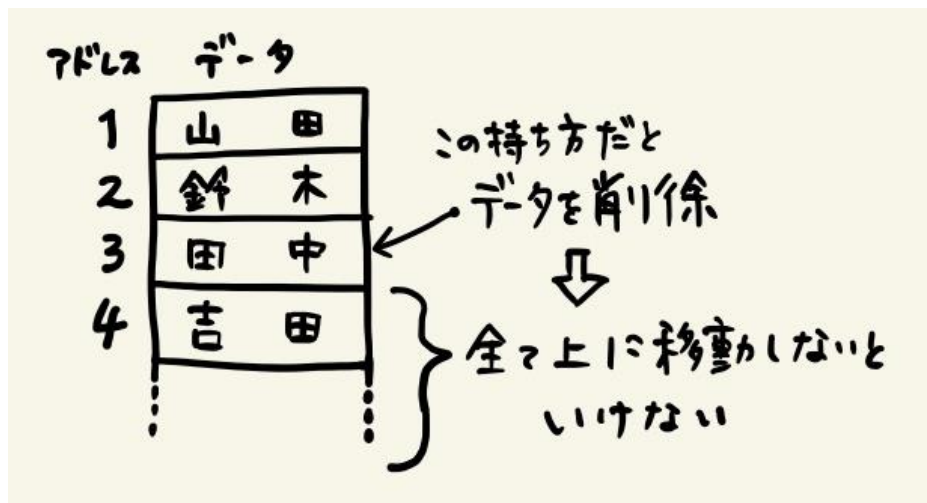 アドレス データ
1 山田
2 鈴木
3 田中
4 吉田
この持ち方だと
データを削除
全て上に移動しないと
いけない